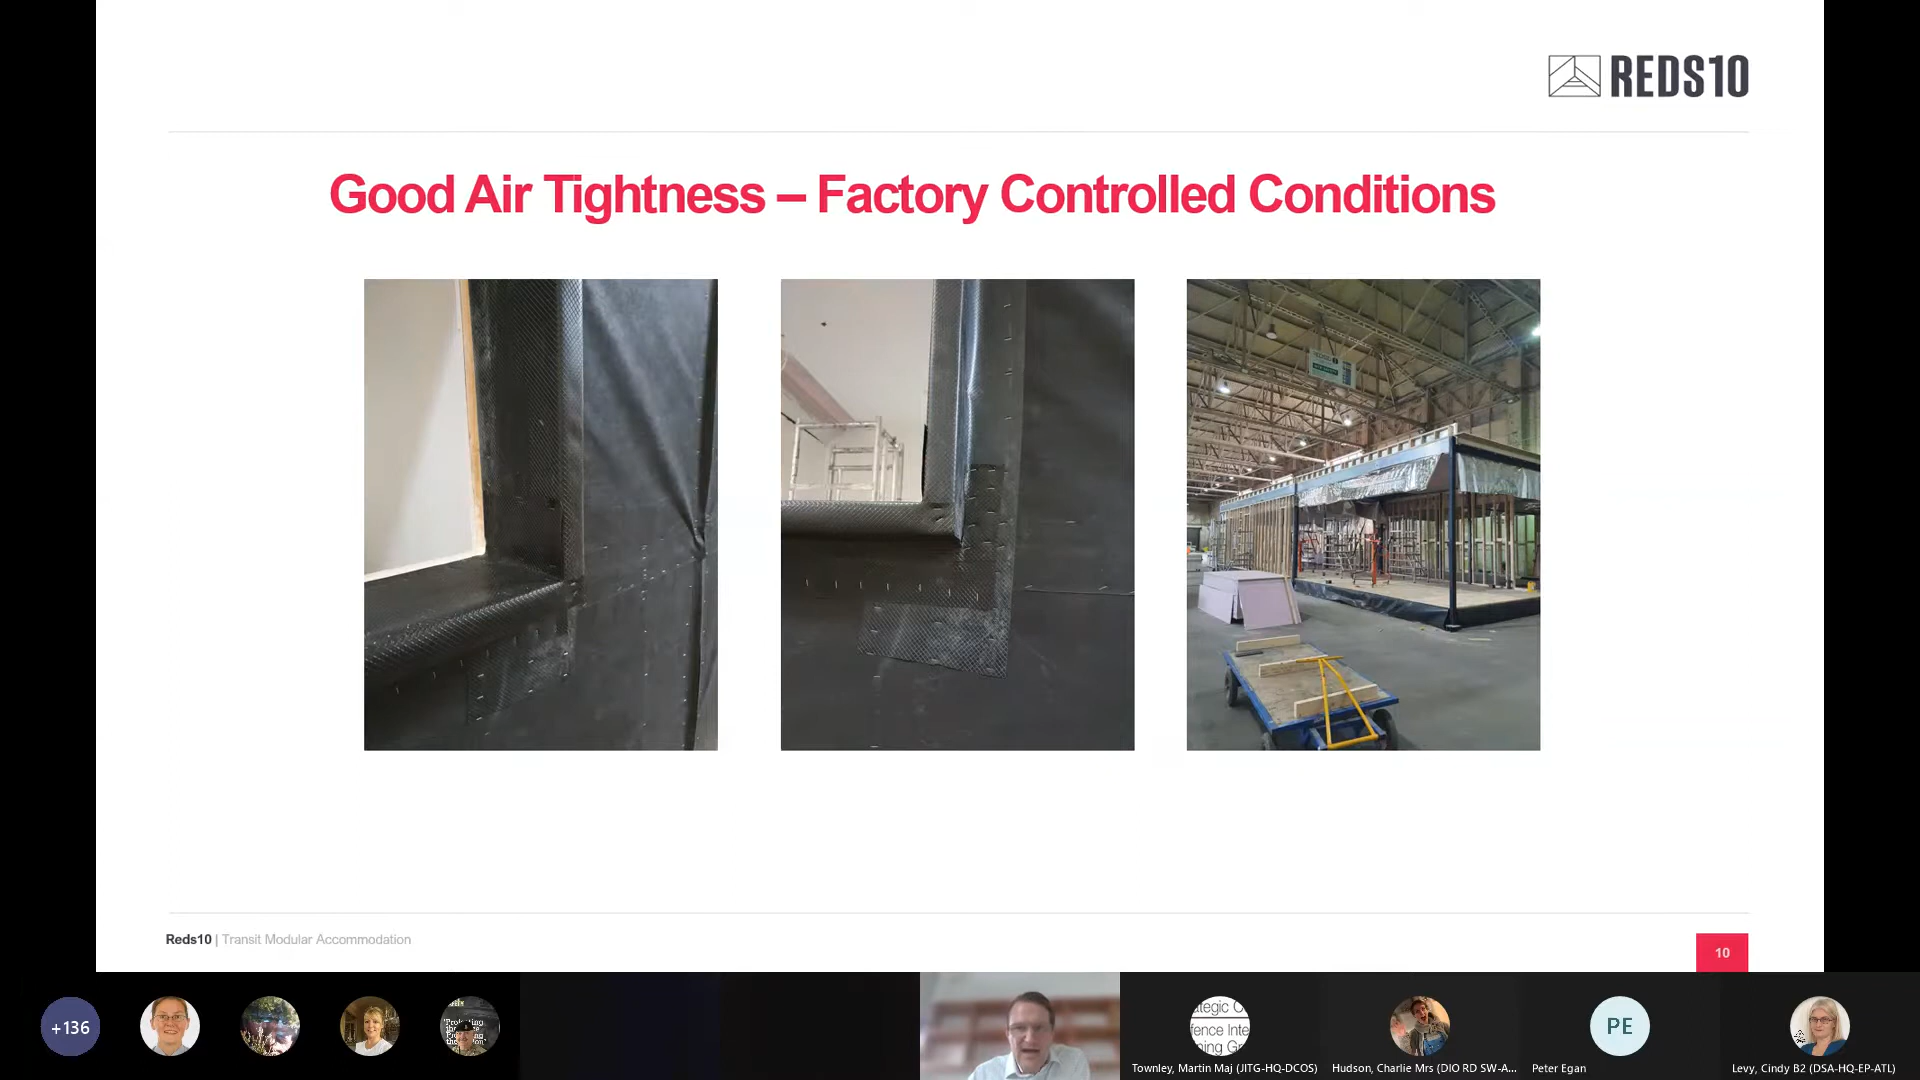 REDS10
Good Air Tightness – Factory Controlled Conditions
Reds10 | Transit Modular Accommodation
10
+136
PE
Townley, Martin Maj (JITG-HQ-DCOS)
Hudson, Charlie Mrs (DIO RD SW-A...
Peter Egan
Levy, Cindy B2 (DSA-HQ-EP-ATL)